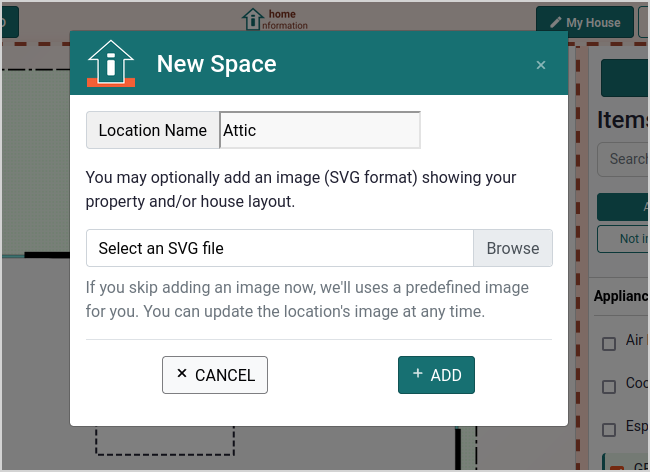 home
nformation
My House
New Space
×
Location Name Attic
You may optionally add an image (SVG format) showing your
property and/or house layout.
Select an SVG file Browse
If you skip adding an image now, we'll uses a predefined image
for you. You can update the location's image at any time.
× CANCEL + ADD
Items
Search
Not in
Applianc
Air
Coo
Esp